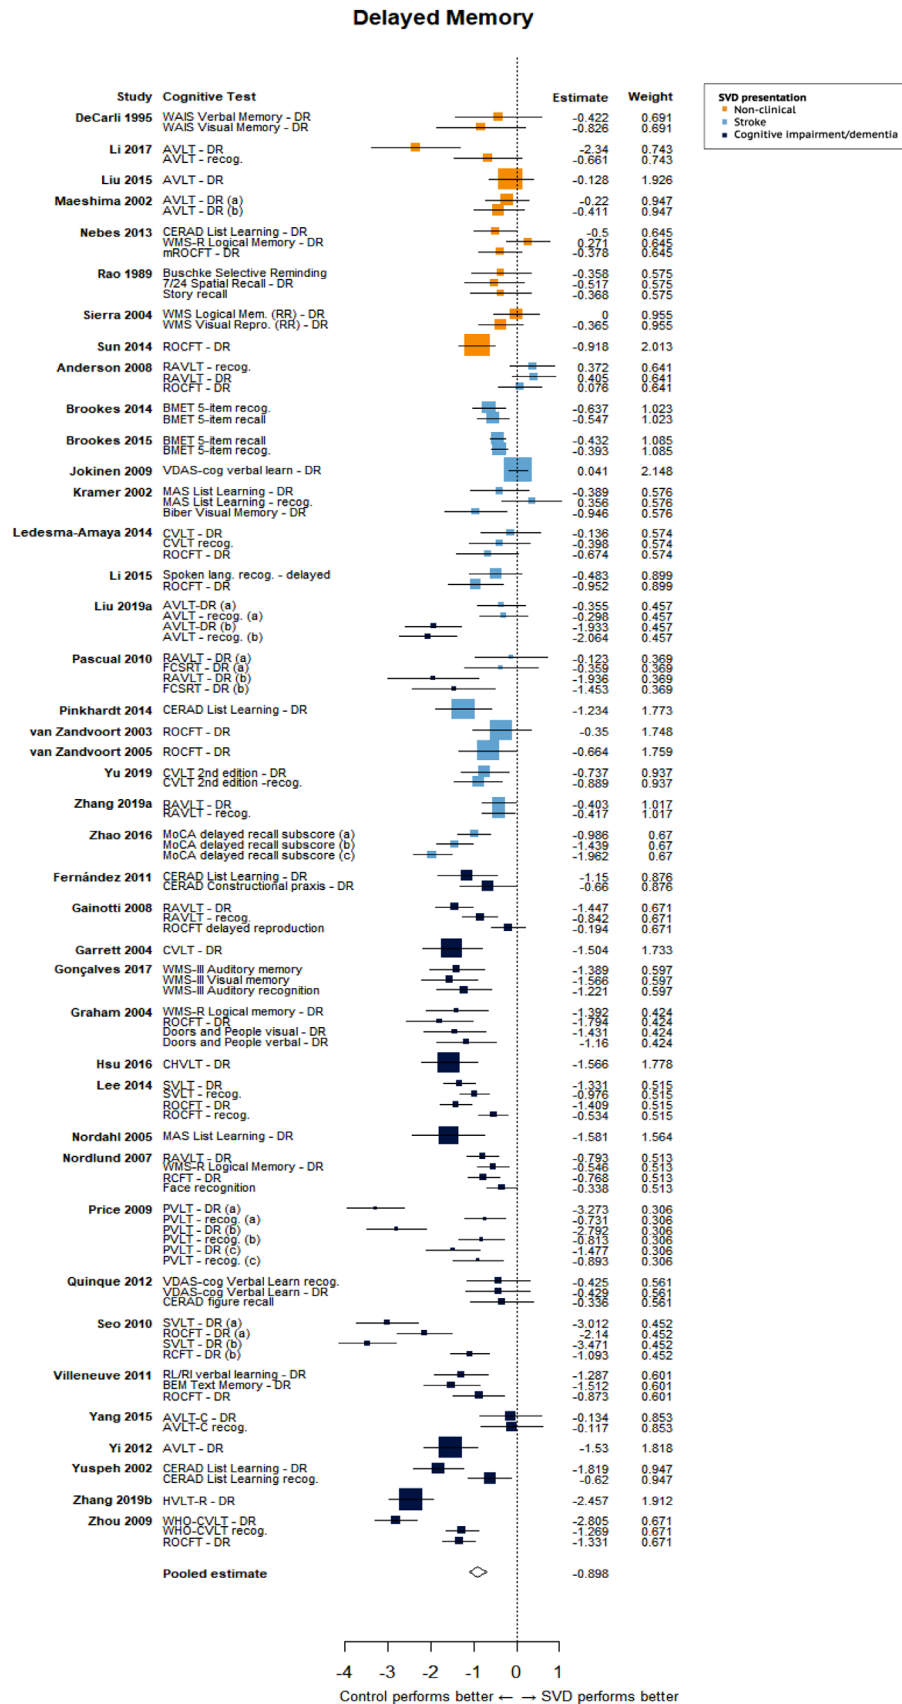 Delayed Memory
Study Cognitive Test Estimate Weight
SVD presentation
Non-clinical
Stroke
Cognitive impairment/dementia
DeCarli 1995 WAIS Verbal Memory - DR -0.422 0.691
WAIS Visual Memory - DR -0.826 0.691
Li 2017 AVLT - DR -2.34 0.743
AVLT - recog. -0.661 0.743
Liu 2015 AVLT - DR -0.128 1.926
Maeshima 2002 AVLT - DR (a) -0.22 0.947
AVLT - DR (b) -0.411 0.947
Nebes 2013 CERAD List Learning - DR -0.5 0.645
WMS-R Logical Memory - DR 0.271 0.645
mROCFT - DR -0.378 0.645
Rao 1989 Buschke Selective Reminding -0.358 0.575
7/24 Spatial Recall - DR -0.517 0.575
Story recall -0.368 0.575
Sierra 2004 WMS Logical Mem. (RR) - DR 0 0.955
WMS Visual Repro. (RR) - DR -0.365 0.955
Sun 2014 ROCFT - DR -0.918 2.013
Anderson 2008 RAVLT - recog. 0.372 0.641
RAVLT - DR 0.405 0.641
ROCFT - DR 0.076 0.641
Brookes 2014 BMET 5-item recog. -0.637 1.023
BMET 5-item recall -0.547 1.023
Brookes 2015 BMET 5-item recall -0.432 1.085
BMET 5-item recog. -0.393 1.085
Jokinen 2009 VDAS-cog verbal learn - DR 0.041 2.148
Kramer 2002 MAS List Learning - DR -0.389 0.576
MAS List Learning - recog. 0.356 0.576
Biber Visual Memory - DR -0.946 0.576
Ledesma-Amaya 2014 CVLT - DR -0.136 0.574
CVLT recog. -0.398 0.574
ROCFT - DR -0.674 0.574
Li 2015 Spoken lang. recog. - delayed -0.483 0.899
ROCFT - DR -0.952 0.899
Liu 2019a AVLT-DR (a) -0.355 0.457
AVLT - recog. (a) -0.298 0.457
AVLT-DR (b) -1.933 0.457
AVLT - recog. (b) -2.064 0.457
Pascual 2010 RAVLT - DR (a) -0.123 0.369
FCSRT - DR (a) -0.359 0.369
RAVLT - DR (b) -1.936 0.369
FCSRT - DR (b) -1.453 0.369
Pinkhardt 2014 CERAD List Learning - DR -1.234 1.773
van Zandvoort 2003 ROCFT - DR -0.35 1.748
van Zandvoort 2005 ROCFT - DR -0.664 1.759
Yu 2019 CVLT 2nd edition - DR -0.737 0.937
CVLT 2nd edition -recog. -0.889 0.937
Zhang 2019a RAVLT - DR -0.403 1.017
RAVLT - recog. -0.417 1.017
Zhao 2016 MoCA delayed recall subscore (a) -0.986 0.67
MoCA delayed recall subscore (b) -1.439 0.67
MoCA delayed recall subscore (c) -1.962 0.67
Fernández 2011 CERAD List Learning - DR -1.15 0.876
CERAD Constructional praxis - DR -0.66 0.876
Gainotti 2008 RAVLT - DR -1.447 0.671
RAVLT - recog. -0.842 0.671
ROCFT delayed reproduction -0.194 0.671
Garrett 2004 CVLT - DR -1.504 1.733
Gonçalves 2017 WMS-III Auditory memory -1.389 0.597
WMS-III Visual memory -1.566 0.597
WMS-III Auditory recognition -1.221 0.597
Graham 2004 WMS-R Logical memory - DR -1.392 0.424
ROCFT - DR -1.794 0.424
Doors and People visual - DR -1.431 0.424
Doors and People verbal - DR -1.16 0.424
Hsu 2016 CHVLT - DR -1.566 1.778
Lee 2014 SVLT - DR -1.331 0.515
SVLT - recog. -0.976 0.515
ROCFT - DR -1.409 0.515
ROCFT - recog. -0.534 0.515
Nordahl 2005 MAS List Learning - DR -1.581 1.564
Nordlund 2007 RAVLT - DR -0.793 0.513
WMS-R Logical Memory - DR -0.546 0.513
RCFT - DR -0.768 0.513
Face recognition -0.338 0.513
Price 2009 PVLT - DR (a) -3.273 0.306
PVLT - recog. (a) -0.731 0.306
PVLT - DR (b) -2.792 0.306
PVLT - recog. (b) -0.813 0.306
PVLT - DR (c) -1.477 0.306
PVLT - recog. (c) -0.893 0.306
Quinque 2012 VDAS-cog Verbal Learn recog. -0.425 0.561
VDAS-cog Verbal Learn - DR -0.429 0.561
CERAD figure recall -0.336 0.561
Seo 2010 SVLT - DR (a) -3.012 0.452
ROCFT - DR (a) -2.14 0.452
SVLT - DR (b) -3.471 0.452
RCFT - DR (b) -1.093 0.452
Villeneuve 2011 RL/RI verbal learning - DR -1.287 0.601
BEM Text Memory - DR -1.512 0.601
ROCFT - DR -0.873 0.601
Yang 2015 AVLT-C - DR -0.134 0.853
AVLT-C recog. -0.117 0.853
Yi 2012 AVLT - DR -1.53 1.818
Yuspeh 2002 CERAD List Learning - DR -1.819 0.947
CERAD List Learning recog. -0.62 0.947
Zhang 2019b HVLT-R - DR -2.457 1.912
Zhou 2009 WHO-CVLT - DR -2.805 0.671
WHO-CVLT recog. -1.269 0.671
ROCFT - DR -1.331 0.671
Pooled estimate -0.898
-4 -3 -2 -1 0 1
Control performs better ← → SVD performs better